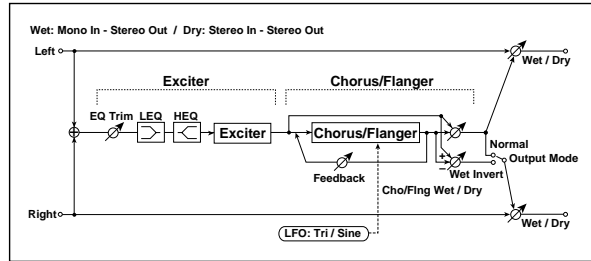 Wet: Mono In - Stereo Out / Dry: Stereo In - Stereo Out
Left
Wet / Dry
Exciter
Chorus/Flanger
EQ Trim
LEQ
HEQ
Exciter
Chorus/Flanger
Normal
Output Mode
+
−
Wet Invert
Feedback
Cho/Flng Wet / Dry
Right
LFO: Tri / Sine
Wet / Dry